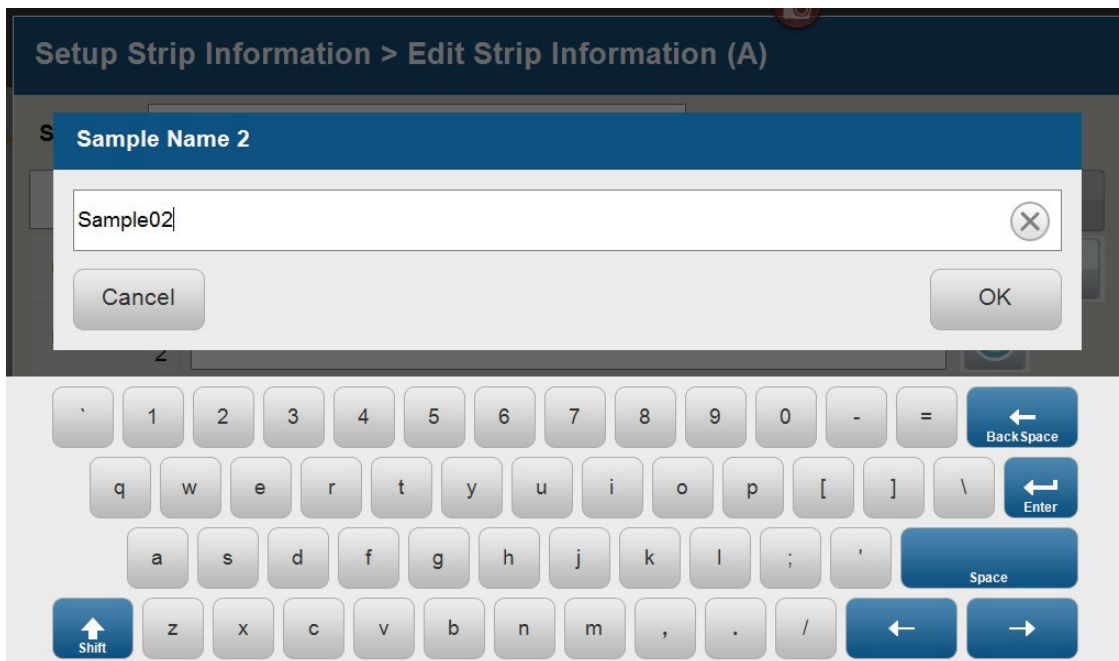 Setup Strip Information > Edit Strip Information (A)
S
Sample Name 2
Sample02
Cancel
OK
2
` 1 2 3 4 5 6 7 8 9 0 - =
BackSpace
q w e r t y u i o p [ ] \
Enter
a s d f g h j k l ; '
Space
Shift
z x c v b n m , . /